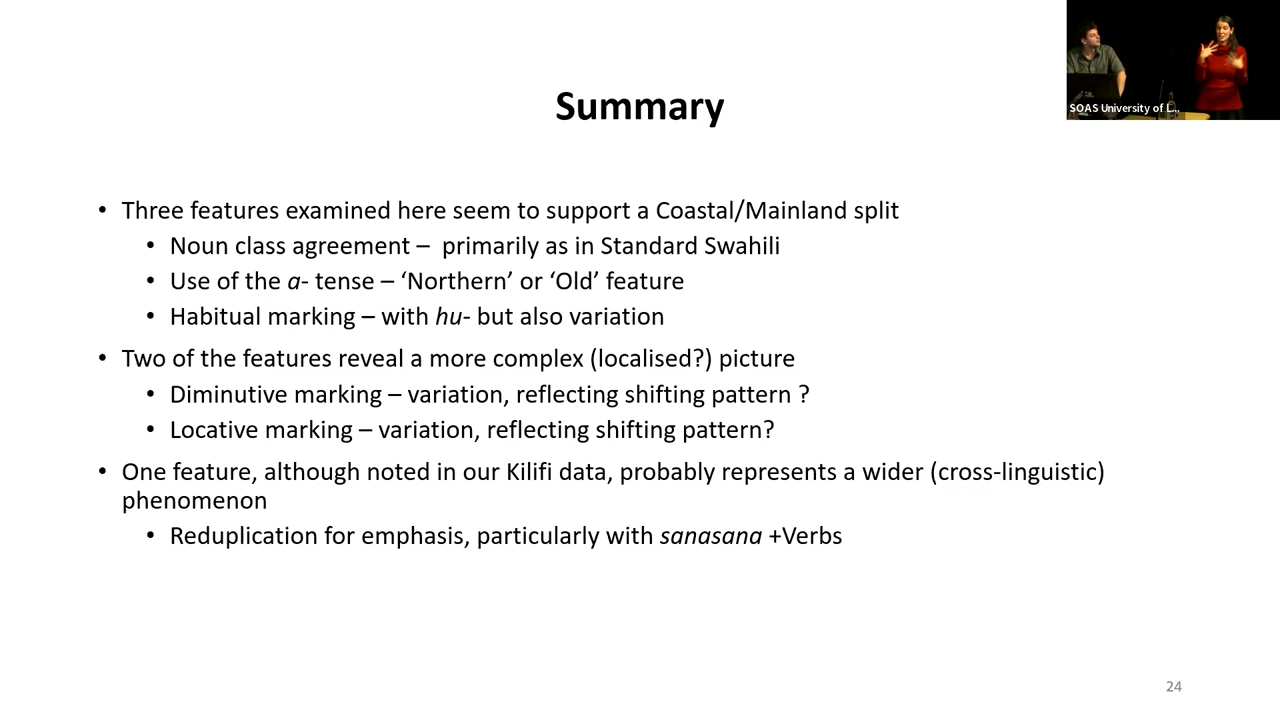 SOAS University of L...
Summary
• Three features examined here seem to support a Coastal/Mainland split
• Noun class agreement – primarily as in Standard Swahili
• Use of the a- tense – ‘Northern’ or ‘Old’ feature
• Habitual marking – with hu- but also variation
• Two of the features reveal a more complex (localised?) picture
• Diminutive marking – variation, reflecting shifting pattern ?
• Locative marking – variation, reflecting shifting pattern?
• One feature, although noted in our Kilifi data, probably represents a wider (cross-linguistic)
phenomenon
• Reduplication for emphasis, particularly with sanasana +Verbs
24